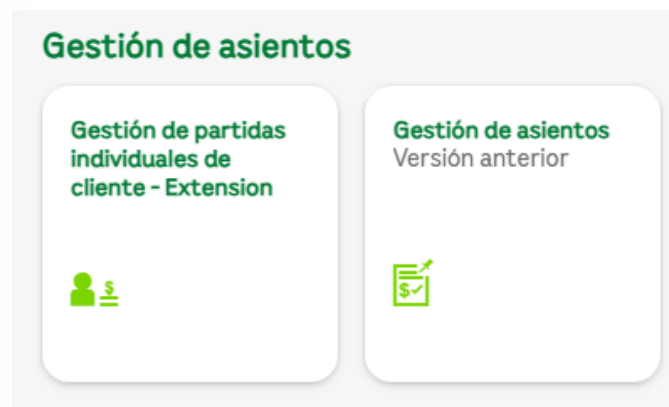 Gestión de asientos
Gestión de partidas
individuales de
cliente - Extension
Gestión de asientos
Versión anterior
$
$